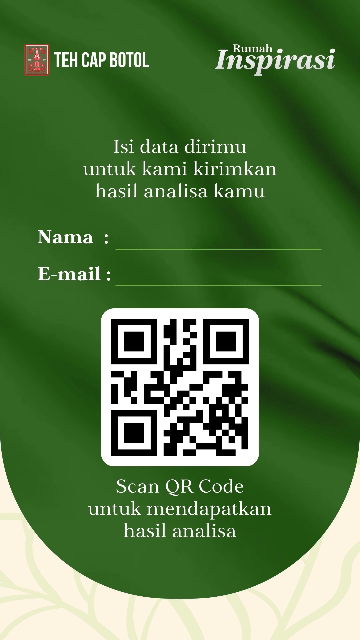 TEH CAP BOTOL
Rumah
Inspirasi
Isi data dirimu
untuk kami kirimkan
hasil analisa kamu
Nama :
E-mail :
Scan QR Code
untuk mendapatkan
hasil analisa